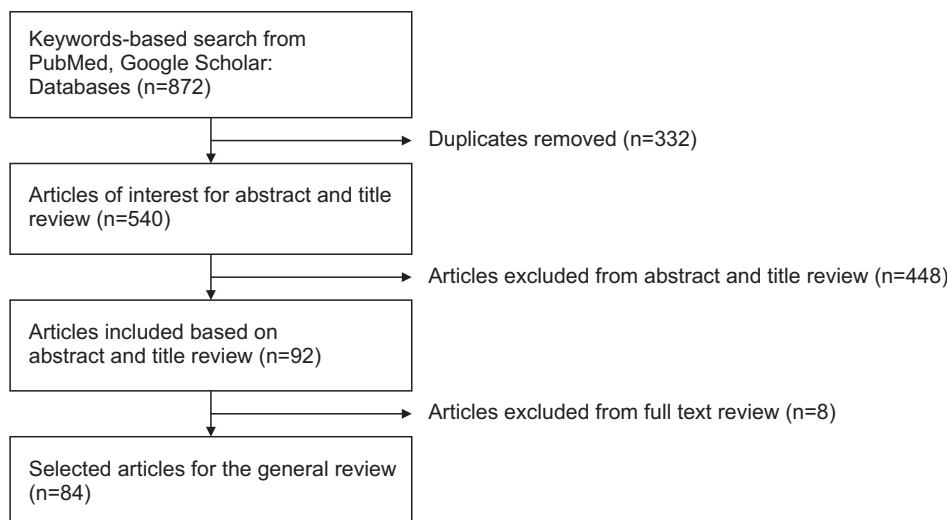 Keywords-based search from
PubMed, Google Scholar:
Databases (n=872)
Duplicates removed (n=332)
Articles of interest for abstract and title
review (n=540)
Articles excluded from abstract and title review (n=448)
Articles included based on
abstract and title review (n=92)
Articles excluded from full text review (n=8)
Selected articles for the general review
(n=84)